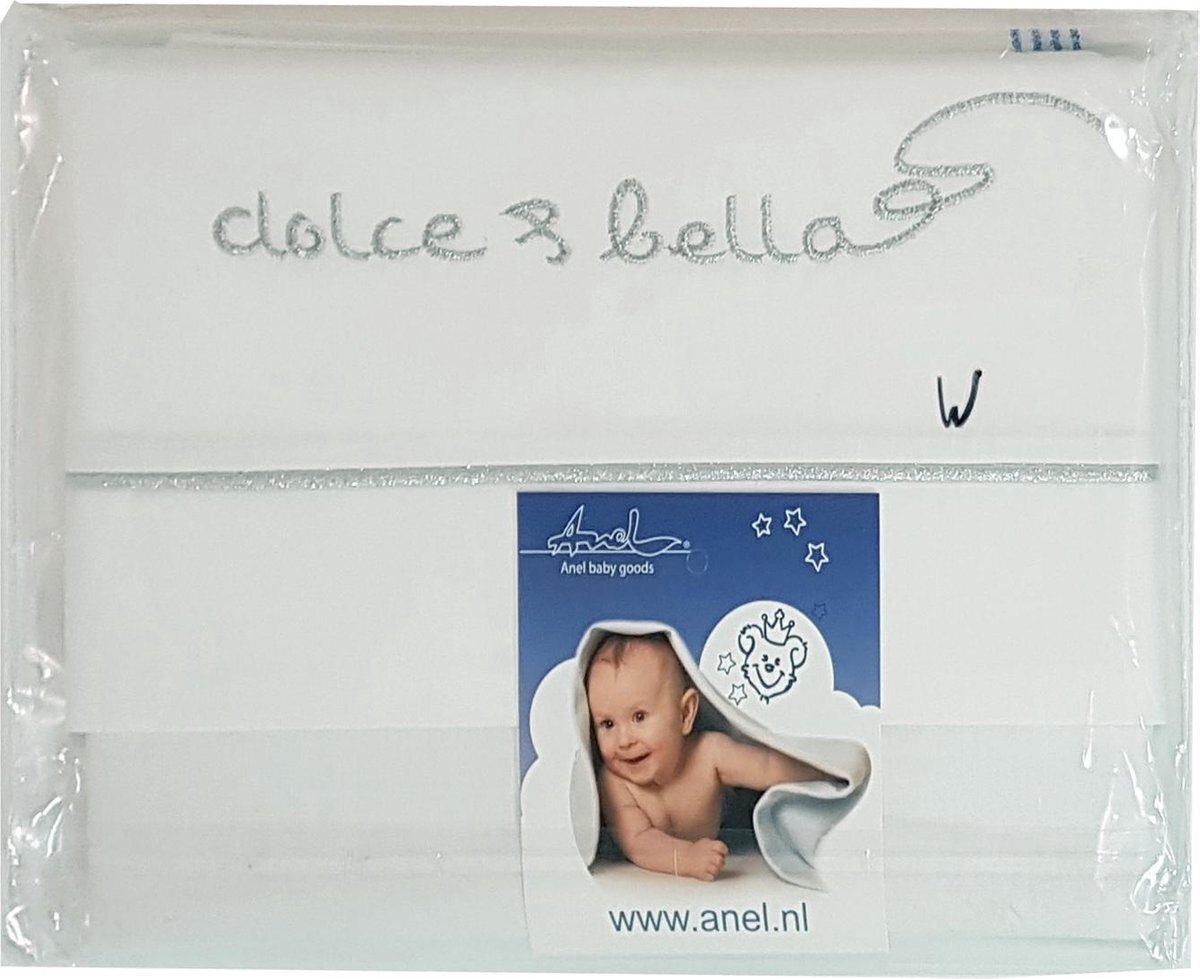 dolce & bella
W
Anel®
Anel baby goods
www.anel.nl